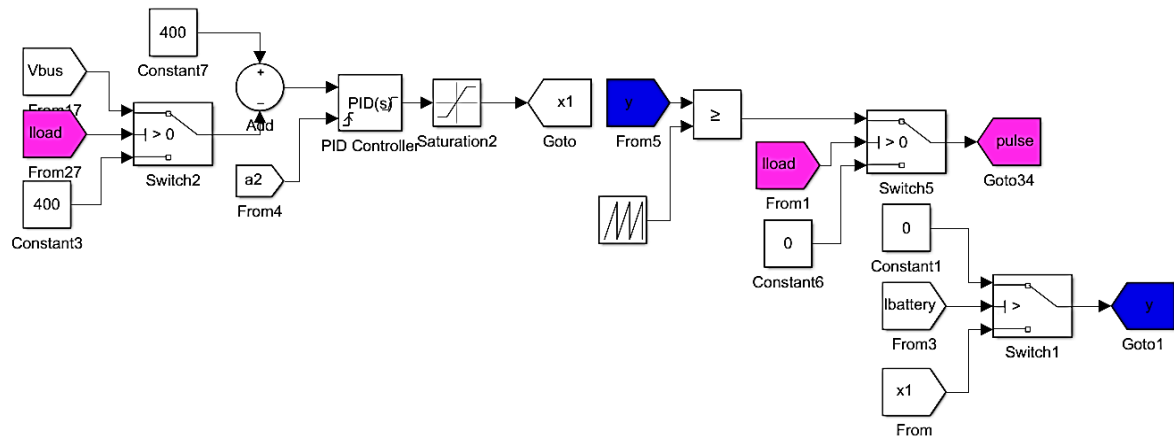 400
Constant7
Vbus
From17
Iload
> 0
From27
Switch2
400
Constant3
+
−
Add
PID(s)
PID Controller
Saturation2
x1
Goto
a2
From4
y
From5
≥
Iload
From1
> 0
Switch5
pulse
Goto34
0
Constant6
0
Constant1
Ibattery
From3
>
Switch1
y
Goto1
x1
From